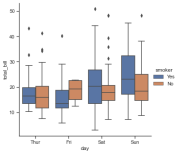 50
40
30
20
10
total_bill
Thur Fri Sat Sun
day
smoker
Yes
No